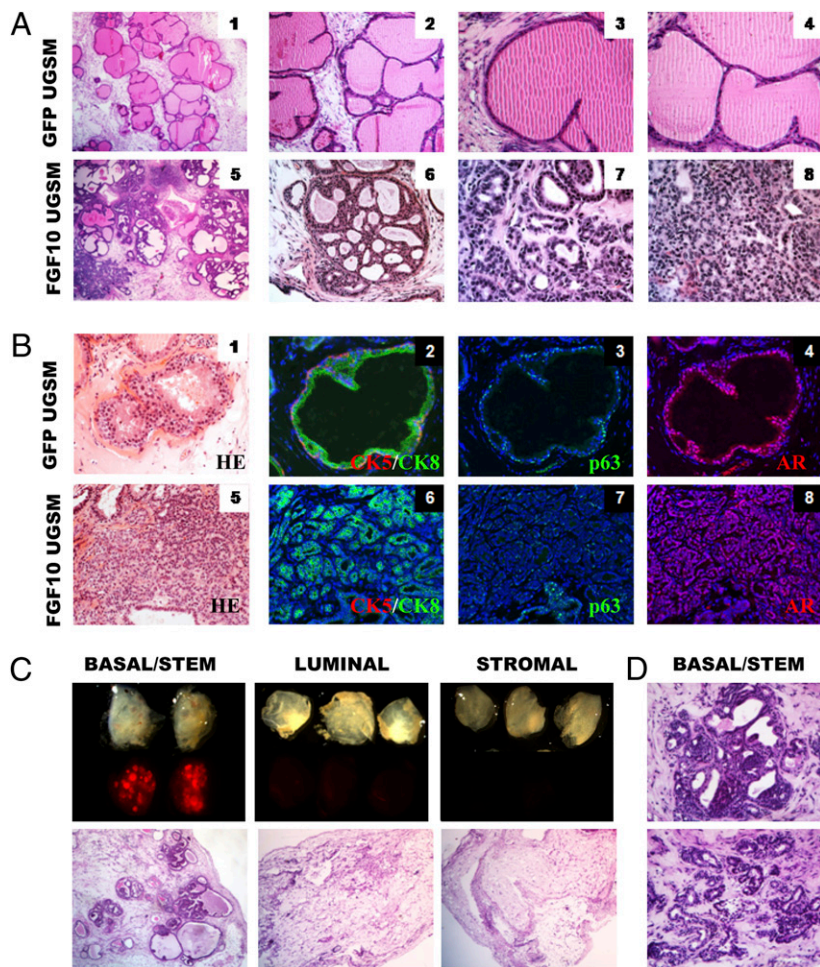 A
GFP UGSM
1
2
3
4
FGF10 UGSM
5
6
7
8
B
GFP UGSM
1
HE
2
CK5/CK8
3
p63
4
AR
FGF10 UGSM
5
HE
6
CK5/CK8
7
p63
8
AR
C
BASAL/STEM
LUMINAL
STROMAL
D
BASAL/STEM